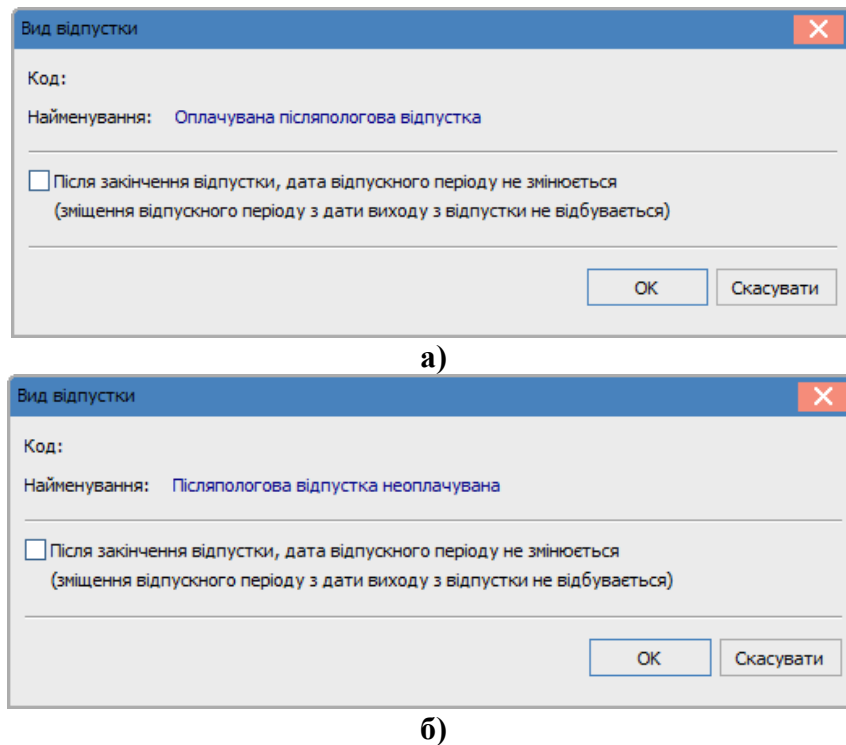 Вид відпустки
Код:
Найменування: Оплачувана післяпологова відпустка
Після закінчення відпустки, дата відпускного періоду не змінюється
(зміщення відпускного періоду з дати виходу з відпустки не відбувається)
ОК Скасувати
а)
Вид відпустки
Код:
Найменування: Післяпологова відпустка неоплачувана
Після закінчення відпустки, дата відпускного періоду не змінюється
(зміщення відпускного періоду з дати виходу з відпустки не відбувається)
ОК Скасувати
б)